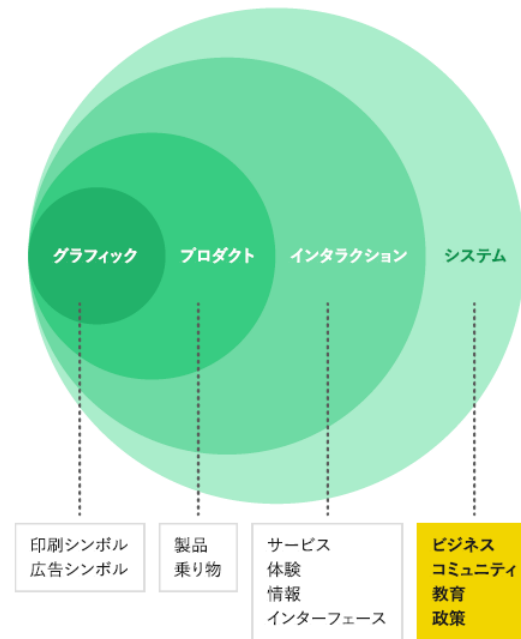 グラフィック
プロダクト
インタラクション
システム
印刷シンボル
広告シンボル
製品
乗り物
サービス
体験
情報
インターフェース
ビジネス
コミュニティ
教育
政策